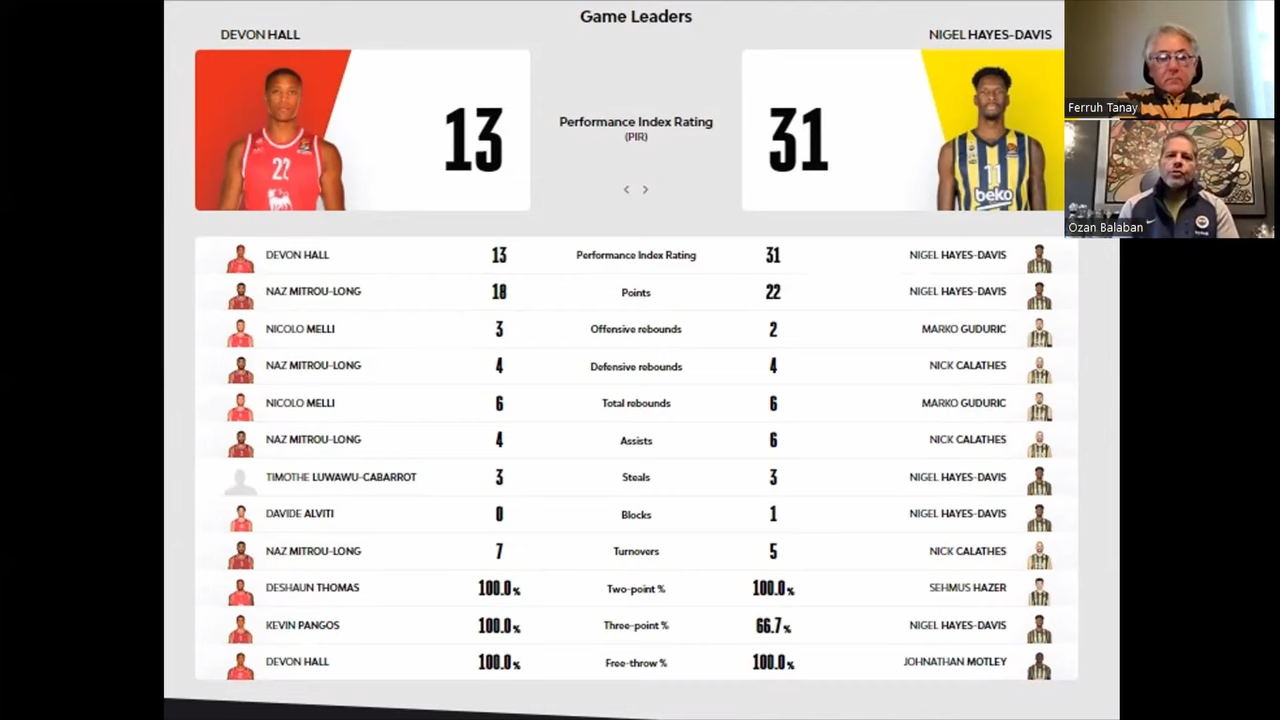 Game Leaders
DEVON HALL
NIGEL HAYES-DAVIS
22
13
Performance Index Rating
(PIR)
31
11
beko
Ferruh Tanay
Ozan Balaban
DEVON HALL 13 Performance Index Rating 31 NIGEL HAYES-DAVIS
NAZ MITROU-LONG 18 Points 22 NIGEL HAYES-DAVIS
NICOLO MELLI 3 Offensive rebounds 2 MARKO GUDURIC
NAZ MITROU-LONG 4 Defensive rebounds 4 NICK CALATHES
NICOLO MELLI 6 Total rebounds 6 MARKO GUDURIC
NAZ MITROU-LONG 4 Assists 6 NICK CALATHES
TIMOTHE LUWAWU-CABARROT 3 Steals 3 NIGEL HAYES-DAVIS
DAVIDE ALVITI 0 Blocks 1 NIGEL HAYES-DAVIS
NAZ MITROU-LONG 7 Turnovers 5 NICK CALATHES
DESHAUN THOMAS 100.0% Two-point % 100.0% SEHMUS HAZER
KEVIN PANGOS 100.0% Three-point % 66.7% NIGEL HAYES-DAVIS
DEVON HALL 100.0% Free-throw % 100.0% JOHNATHAN MOTLEY